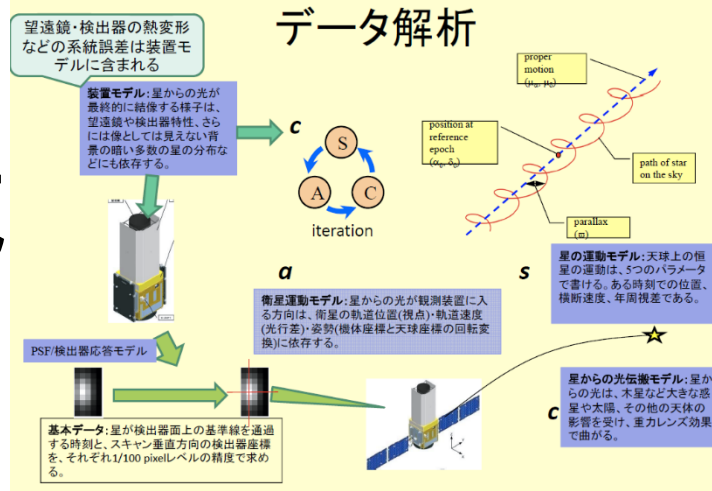 データ解析
望遠鏡・検出器の熱変形
などの系統誤差は装置モ
デルに含まれる
装置モデル：星からの光が
最終的に結像する様子は、
望遠鏡や検出器特性、さら
には像としては見えない背
景の暗い多数の星の分布な
どにも依存する。
c
S
A
C
iteration
proper
motion
position at
reference
epoch
(α₀, δ₀)
path of star
on the sky
parallax
(ϖ)
a
衛星運動モデル：星からの光が観測装置に入
る方向は、衛星の軌道位置(視点)・軌道速度
(光行差)・姿勢(機体座標と天球座標の回転変
換)に依存する。
s
星の運動モデル：天球上の恒
星の運動は、5つのパラメータ
で書ける。ある時刻での位置、
横断速度、年周視差である。
PSF/検出器応答モデル
基本データ：星が検出器面上の基準線を通過
する時刻と、スキャン垂直方向の検出器座標
を、それぞれ1/100 pixelレベルの精度で求め
る。
c
星からの光伝搬モデル：星か
らの光は、木星など大きな惑
星や太陽、その他の天体の
影響を受け、重力レンズ効果
で曲がる。